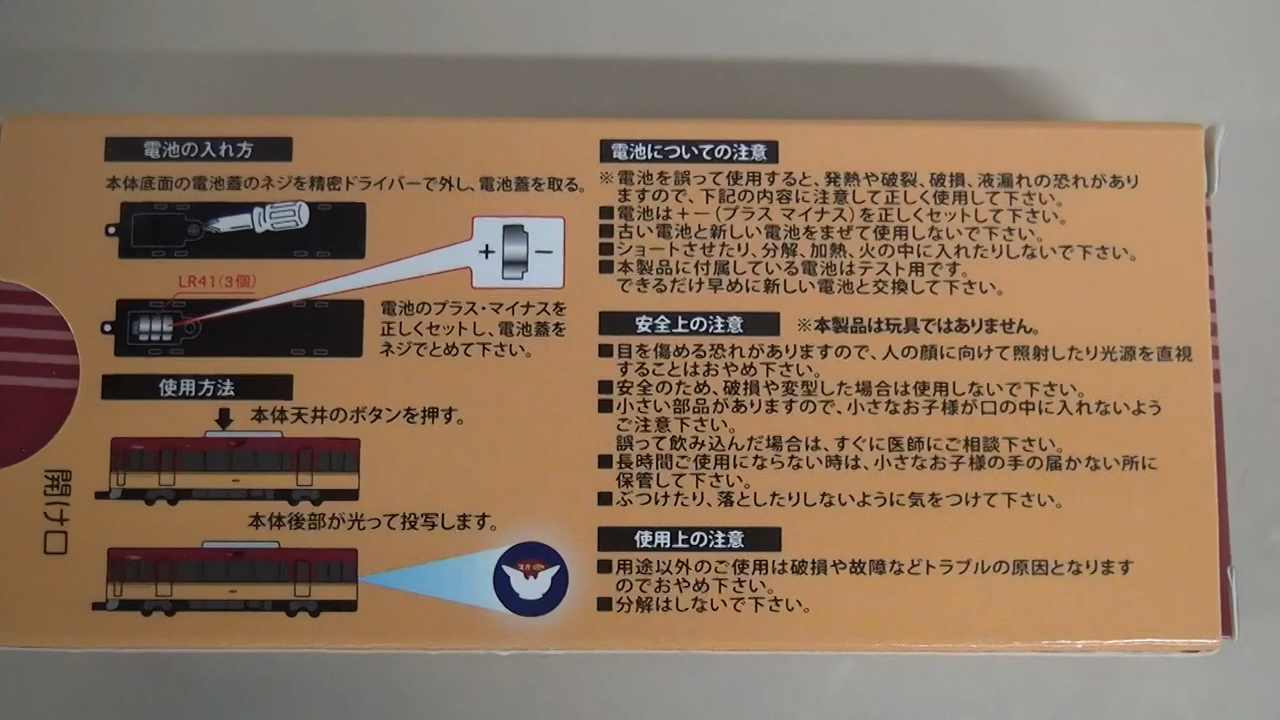 電池の入れ方
本体底面の電池蓋のネジを精密ドライバーで外し、電池蓋を取る。
+ −
LR41(3個)
電池のプラス・マイナスを
正しくセットし、電池蓋を
ネジでとめて下さい。
使用方法
本体天井のボタンを押す。
本体後部が光って投写します。
開け口
電池についての注意
※電池を誤って使用すると、発熱や破裂、破損、液漏れの恐れがあり
ますので、下記の内容に注意して正しく使用して下さい。
■電池は+−(プラス マイナス)を正しくセットして下さい。
■古い電池と新しい電池をまぜて使用しないで下さい。
■ショートさせたり、分解、加熱、火の中に入れたりしないで下さい。
■本製品に付属している電池はテスト用です。
できるだけ早めに新しい電池と交換して下さい。
安全上の注意 ※本製品は玩具ではありません。
■目を傷める恐れがありますので、人の顔に向けて照射したり光源を直視
することはおやめ下さい。
■安全のため、破損や変型した場合は使用しないで下さい。
■小さい部品がありますので、小さなお子様が口の中に入れないよう
ご注意下さい。
誤って飲み込んだ場合は、すぐに医師にご相談下さい。
■長時間ご使用にならない時は、小さなお子様の手の届かない所に
保管して下さい。
■ぶつけたり、落としたりしないように気をつけて下さい。
使用上の注意
■用途以外のご使用は破損や故障などトラブルの原因となります
のでおやめ下さい。
■分解はしないで下さい。